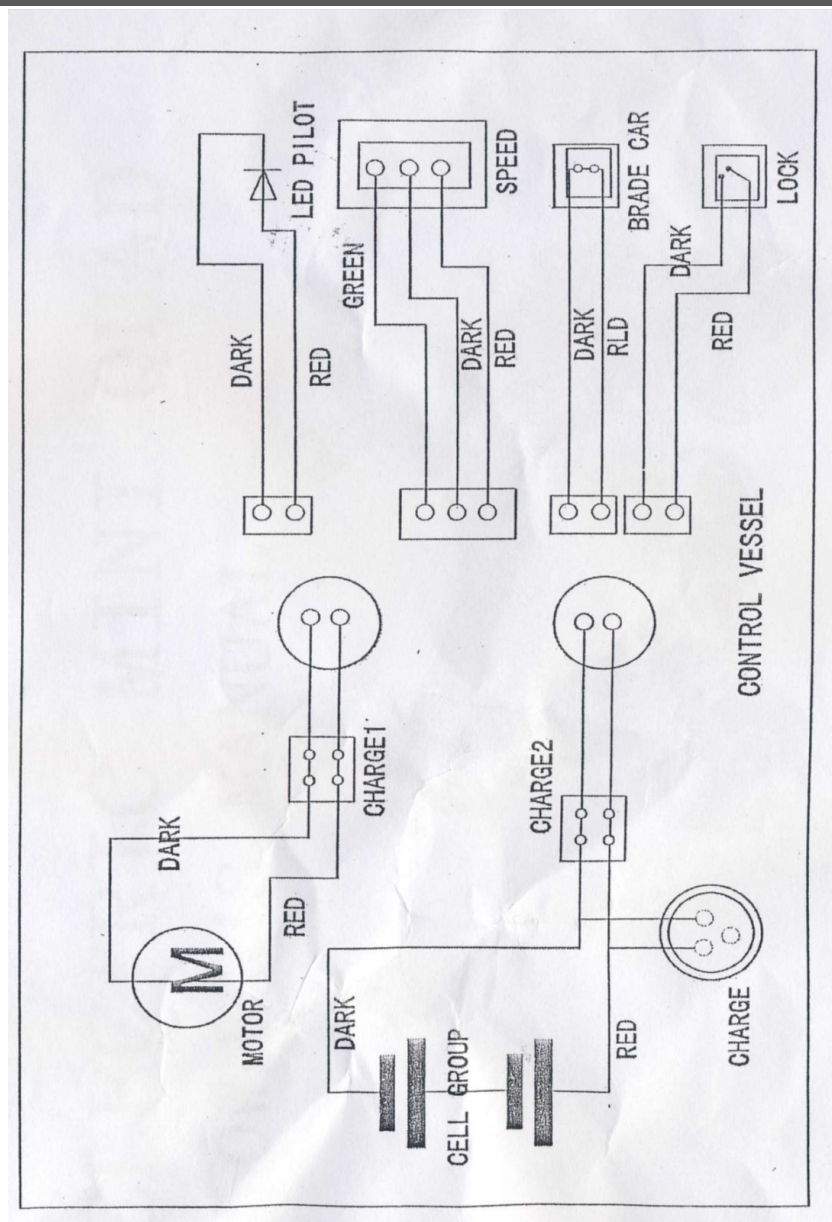 DARK
DARK
MOTOR
RED
LED PILOT
RED
DARK
GREEN
CHARGE1
CELL GROUP
DARK
RED
SPEED
CHARGE2
DARK
RLD
RED
BRADE CAR
DARK
RED
CHARGE
CONTROL VESSEL
LOCK
M